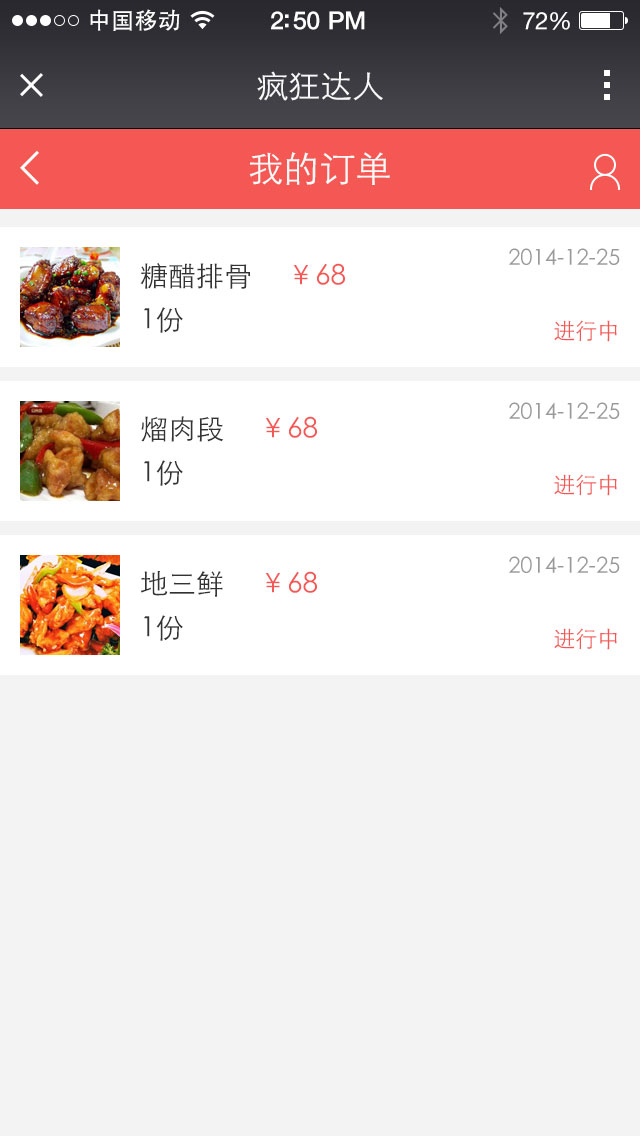 中国移动 2:50 PM 72%
疯狂达人
我的订单
糖醋排骨 ￥68 2014-12-25
1份
进行中
熘肉段 ￥68 2014-12-25
1份
进行中
地三鲜 ￥68 2014-12-25
1份
进行中